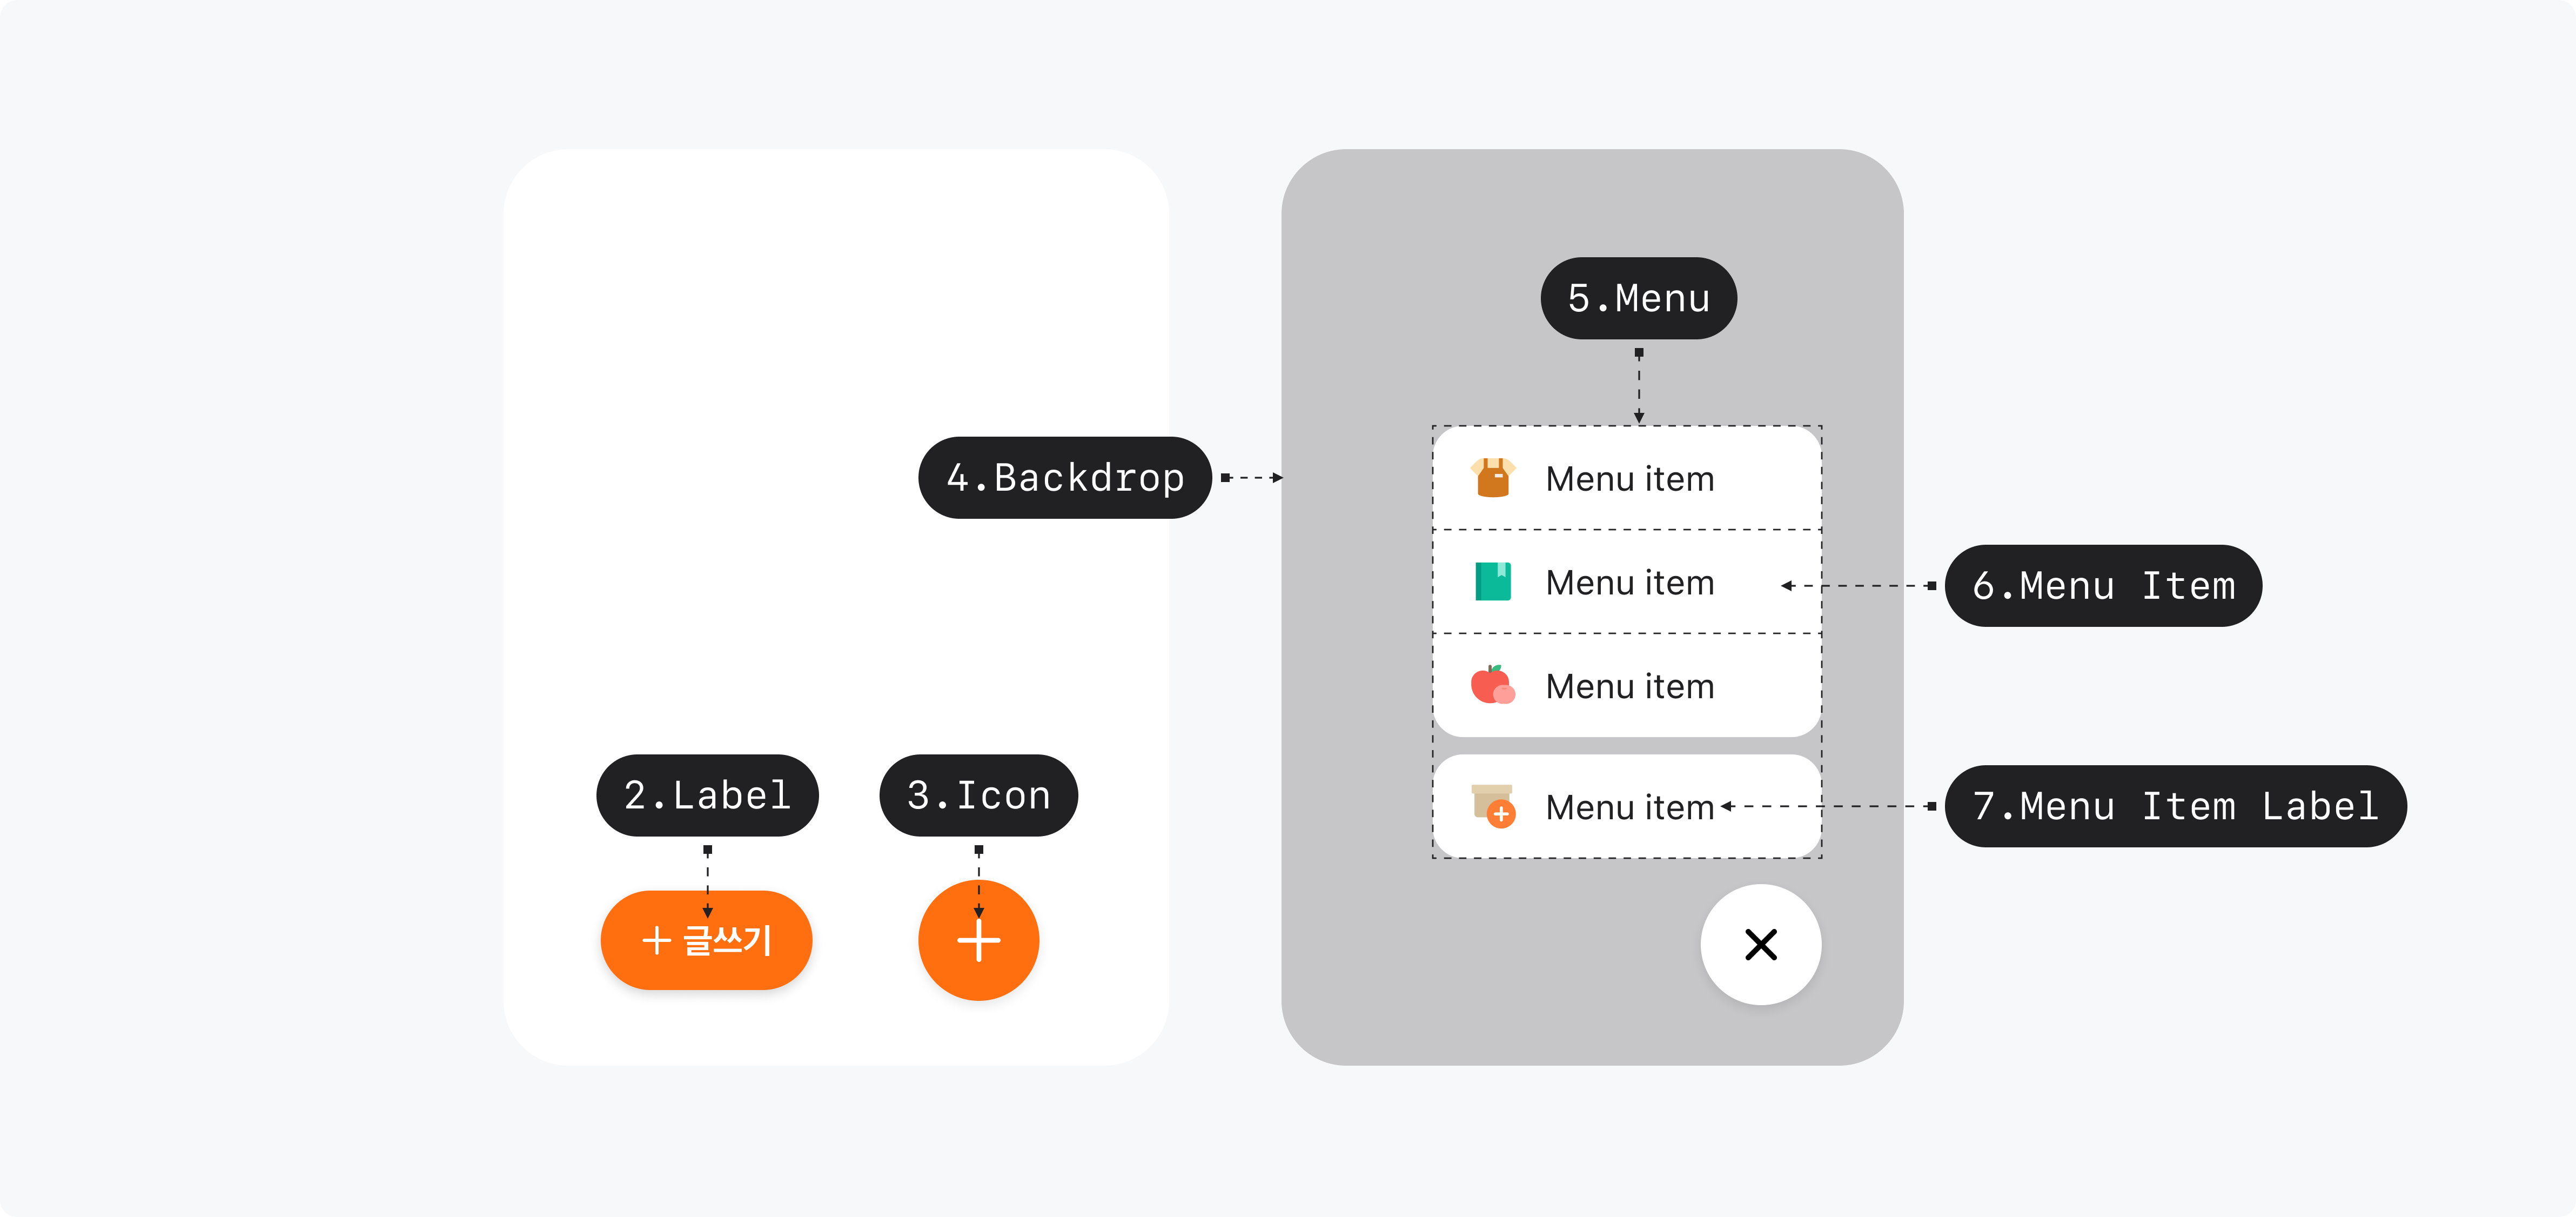 5.Menu
4.Backdrop
Menu item
Menu item
6.Menu Item
Menu item
2.Label
3.Icon
Menu item
7.Menu Item Label
글쓰기